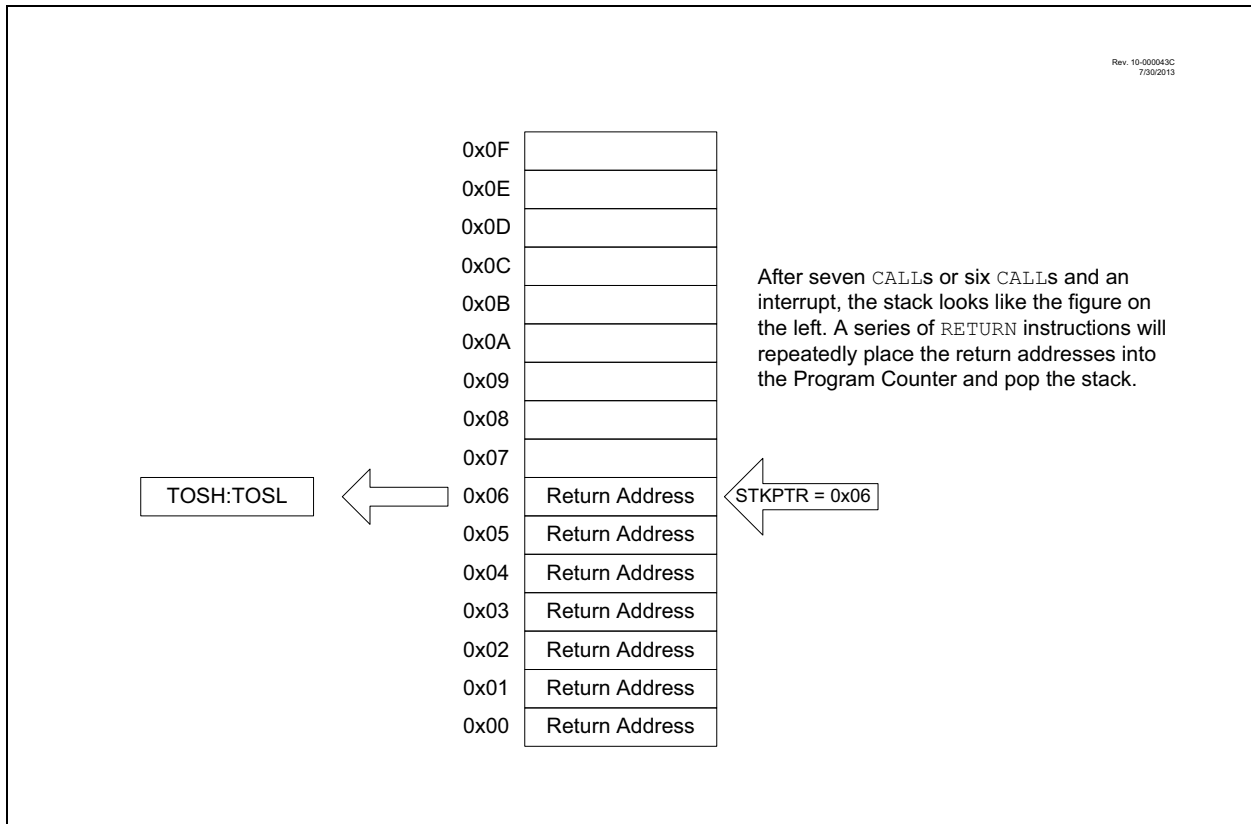 Rev. 10-000043C
7/30/2013
0x0F
0x0E
0x0D
0x0C
0x0B
0x0A
0x09
0x08
0x07
After seven CALLs or six CALLs and an
interrupt, the stack looks like the figure on
the left. A series of RETURN instructions will
repeatedly place the return addresses into
the Program Counter and pop the stack.
TOSH:TOSL
0x06 Return Address
STKPTR = 0x06
0x05 Return Address
0x04 Return Address
0x03 Return Address
0x02 Return Address
0x01 Return Address
0x00 Return Address